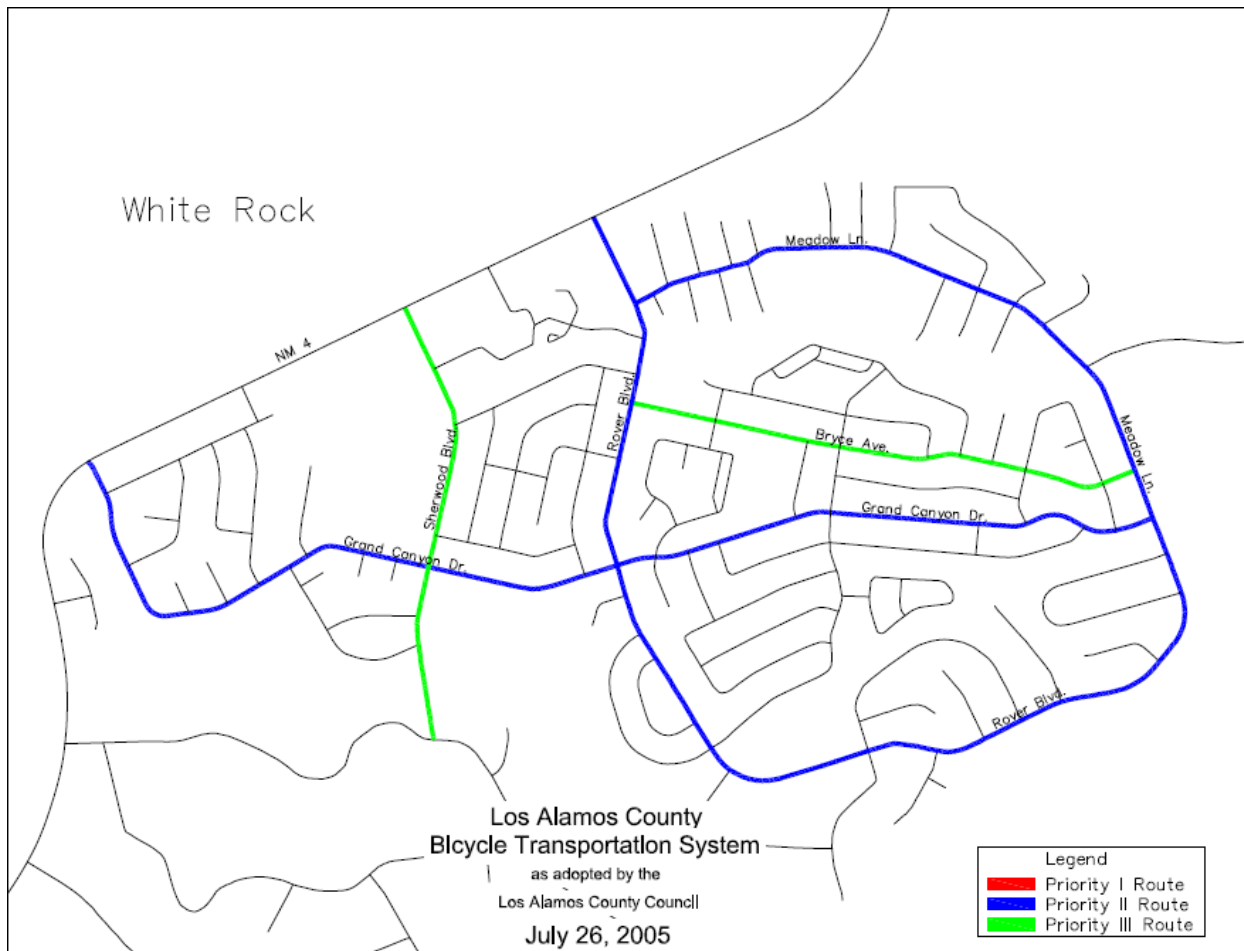 White Rock
Meadow Ln.
NM 4
Rover Blvd.
Sherwood Blvd.
Bryce Ave.
Meadow Ln.
Grand Canyon Dr.
Grand Canyon Dr.
Rover Blvd.
Los Alamos County
Bicycle Transportation System
as adopted by the
Los Alamos County Council
July 26, 2005
Legend
Priority I Route
Priority II Route
Priority III Route